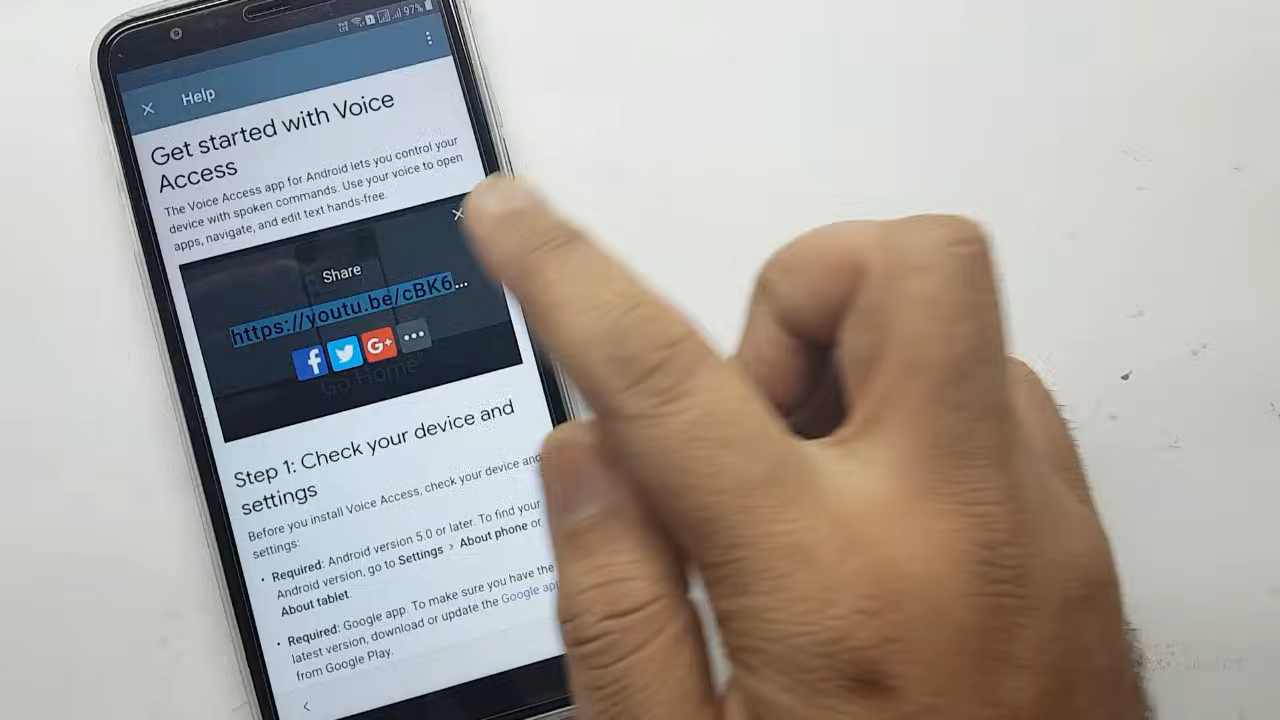 97%
Help
Get started with Voice
Access
The Voice Access app for Android lets you control your
device with spoken commands. Use your voice to open
apps, navigate, and edit text hands-free.
Share
https://youtu.be/cBK6...
Go Home
Step 1: Check your device and
settings
Before you install Voice Access, check your device and
settings:
• Required: Android version 5.0 or later. To find your
Android version, go to Settings > About phone or
About tablet.
• Required: Google app. To make sure you have the
latest version, download or update the Google app
from Google Play.